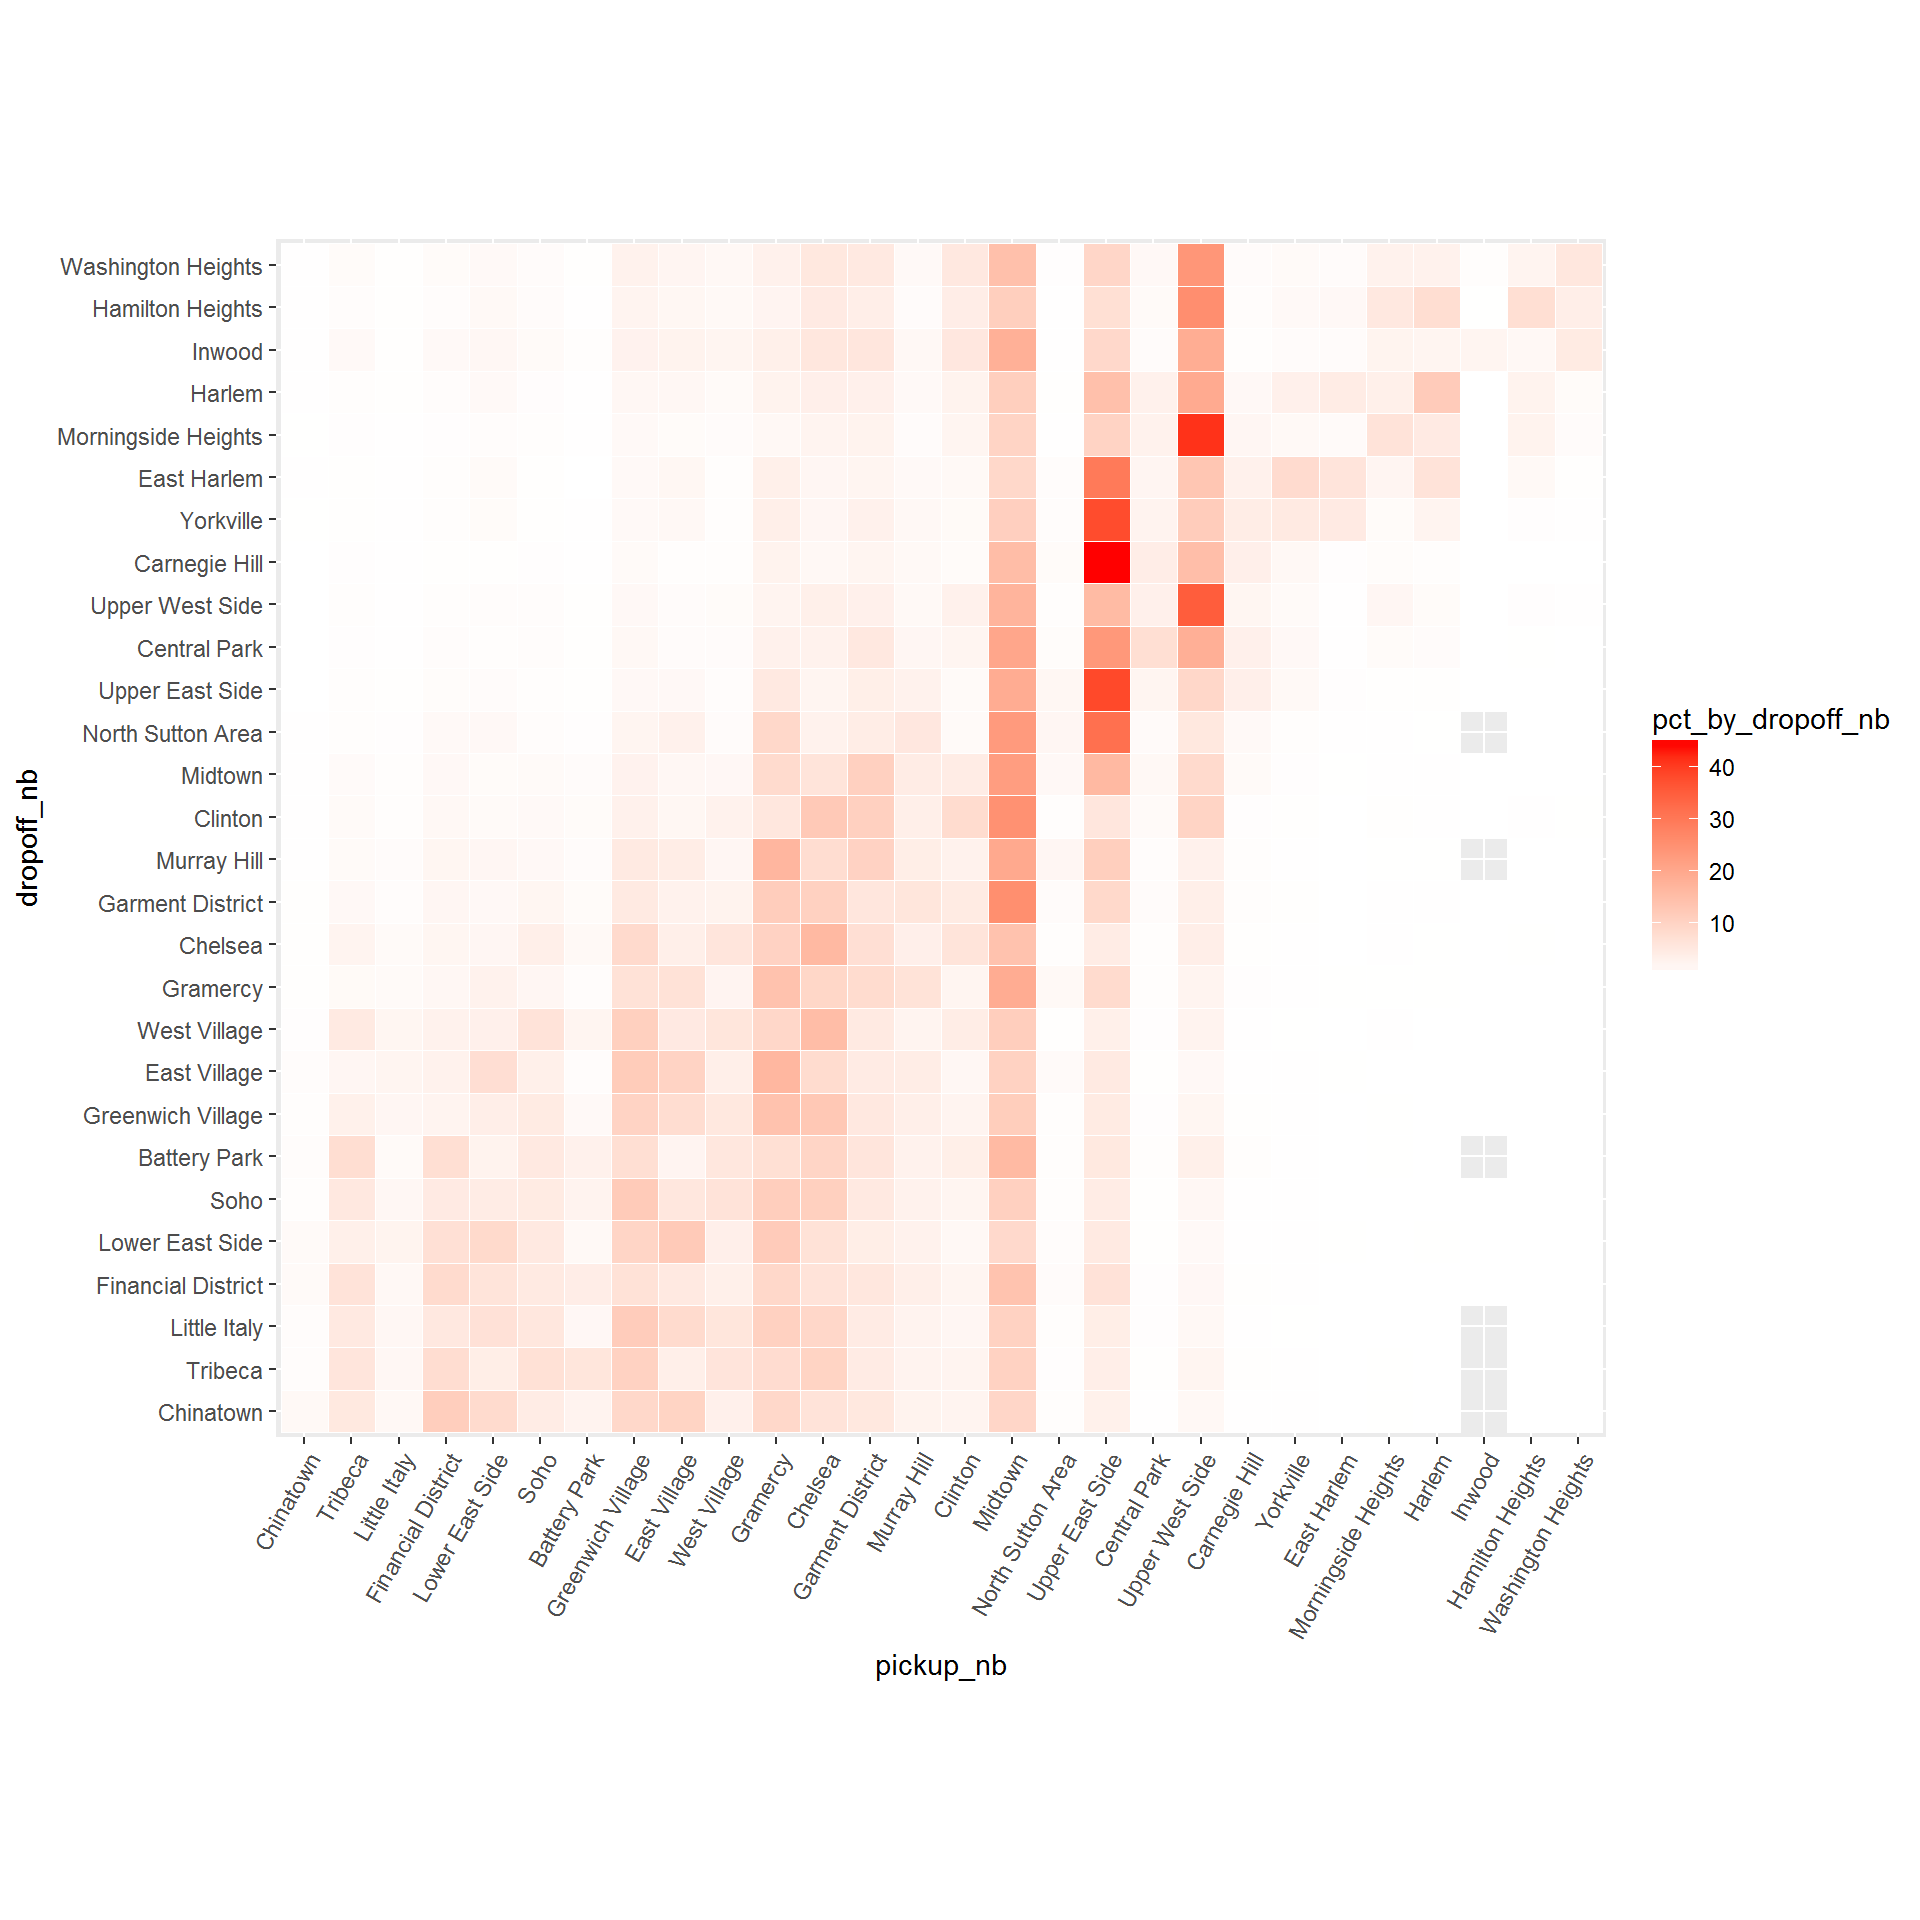 Washington Heights
Hamilton Heights
Inwood
Harlem
Morningside Heights
East Harlem
Yorkville
Carnegie Hill
Upper West Side
Central Park
Upper East Side
North Sutton Area
Midtown
Clinton
Murray Hill
Garment District
Chelsea
Gramercy
West Village
East Village
Greenwich Village
Battery Park
Soho
Lower East Side
Financial District
Little Italy
Tribeca
Chinatown
dropoff_nb
Chinatown
Tribeca
Little Italy
Financial District
Lower East Side
Soho
Battery Park
Greenwich Village
East Village
West Village
Gramercy
Chelsea
Garment District
Murray Hill
Clinton
Midtown
North Sutton Area
Upper East Side
Central Park
Upper West Side
Carnegie Hill
Yorkville
East Harlem
Morningside Heights
Harlem
Inwood
Hamilton Heights
Washington Heights
pickup_nb
pct_by_dropoff_nb
40
30
20
10